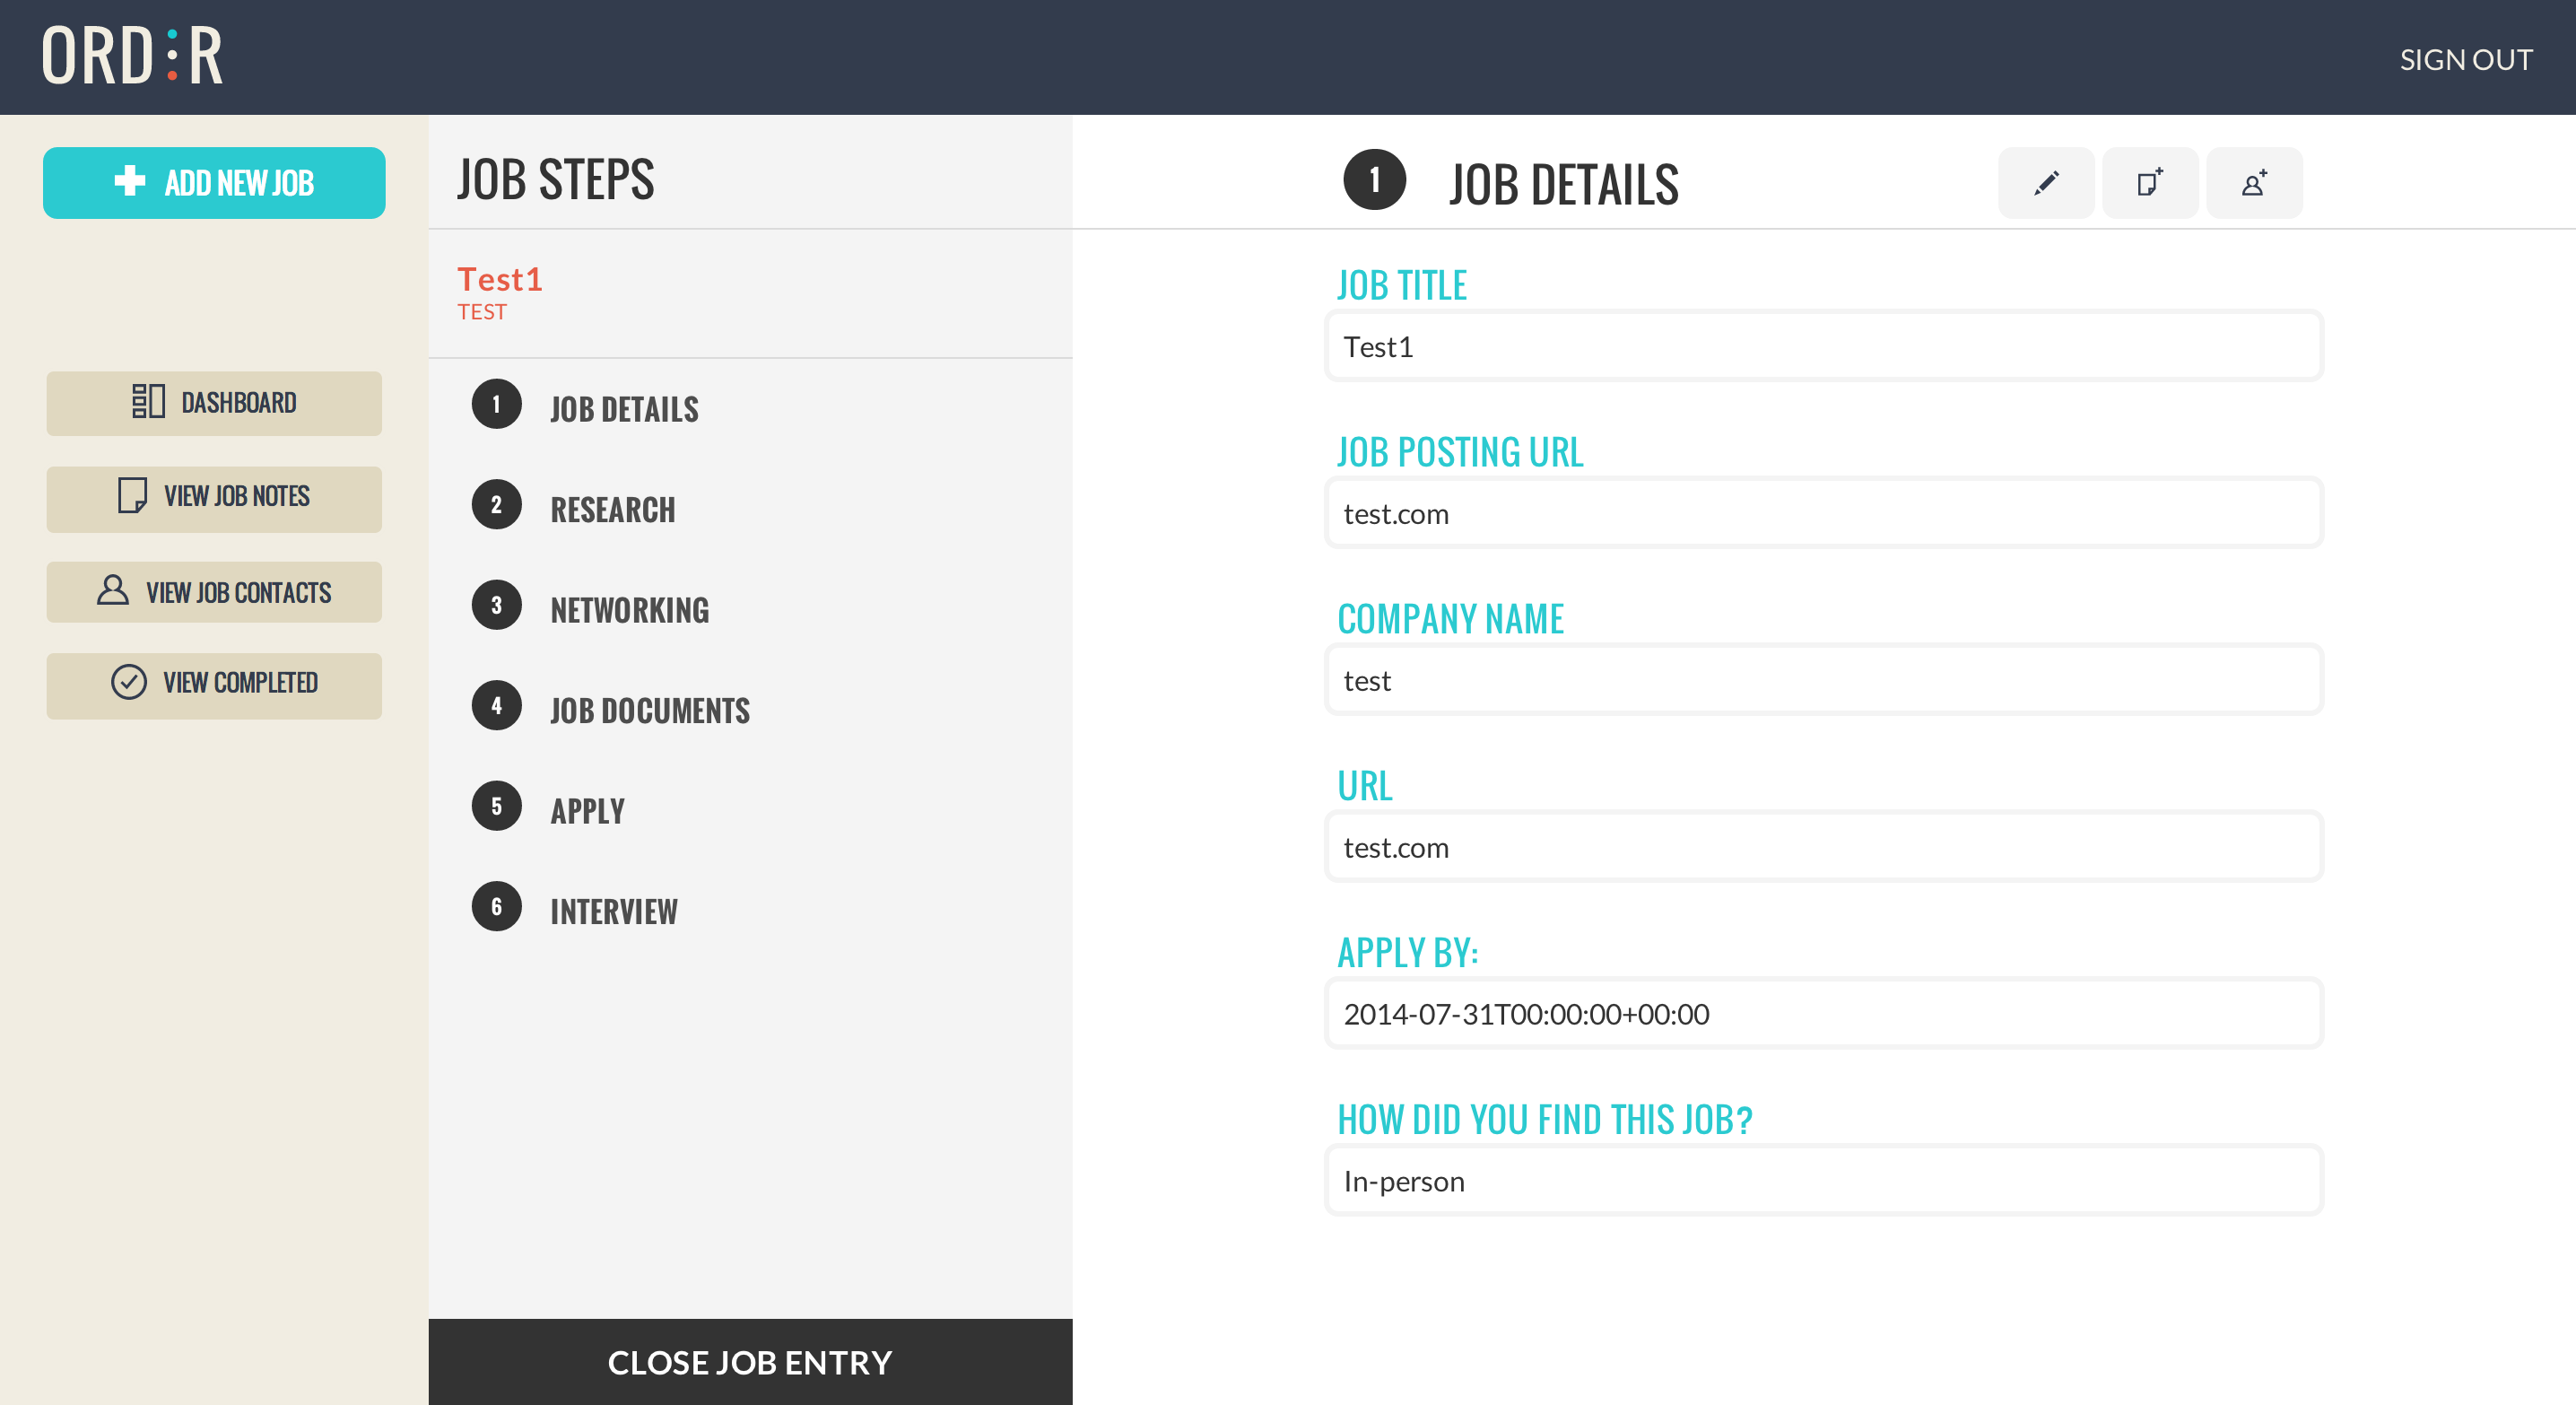 ORD:R
SIGN OUT
ADD NEW JOB
DASHBOARD
VIEW JOB NOTES
VIEW JOB CONTACTS
VIEW COMPLETED
JOB STEPS
Test1
TEST
1 JOB DETAILS
2 RESEARCH
3 NETWORKING
4 JOB DOCUMENTS
5 APPLY
6 INTERVIEW
CLOSE JOB ENTRY
1 JOB DETAILS
JOB TITLE
Test1
JOB POSTING URL
test.com
COMPANY NAME
test
URL
test.com
APPLY BY:
2014-07-31T00:00:00+00:00
HOW DID YOU FIND THIS JOB?
In-person